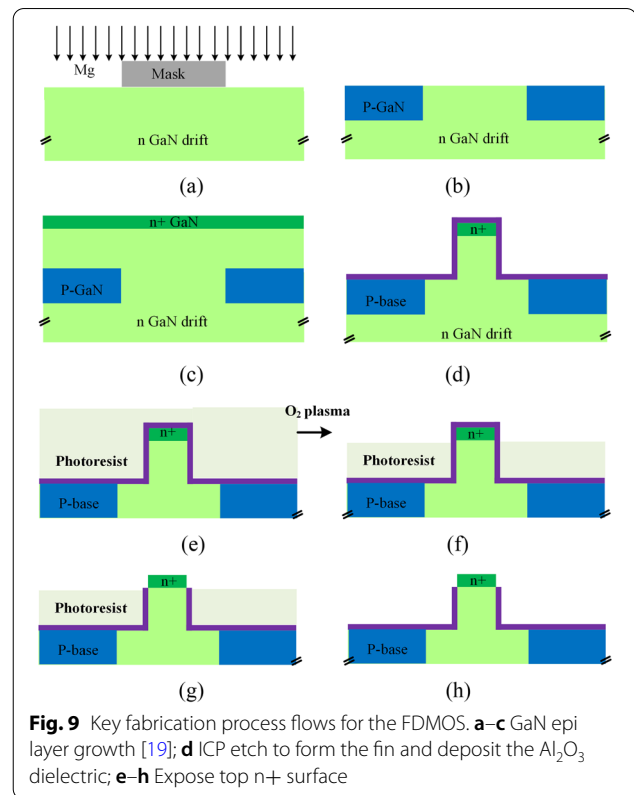 Mg
Mask
n GaN drift
(a)
P-GaN
n GaN drift
(b)
n+ GaN
P-GaN
n GaN drift
(c)
n+
P-base
n GaN drift
(d)
Photoresist
n+
P-base
(e)
O₂ plasma
Photoresist
n+
P-base
(f)
Photoresist
n+
P-base
(g)
n+
P-base
(h)
Fig. 9 Key fabrication process flows for the FDMOS. a–c GaN epi
layer growth [19]; d ICP etch to form the fin and deposit the Al₂O₃
dielectric; e–h Expose top n+ surface